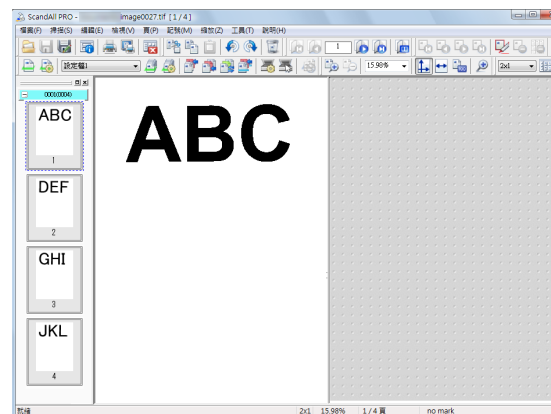 ScandAll PRO - image0027.tif [ 1 / 4 ]
檔案(F) 掃描(S) 編輯(E) 檢視(V) 頁(P) 記號(M) 縮放(Z) 工具(T) 說明(H)
1
設定檔1 15.98% 2x1
0001(0004)
ABC
1
DEF
2
GHI
3
JKL
4
ABC
就緒 2x1 15.98% 1 / 4 頁 no mark